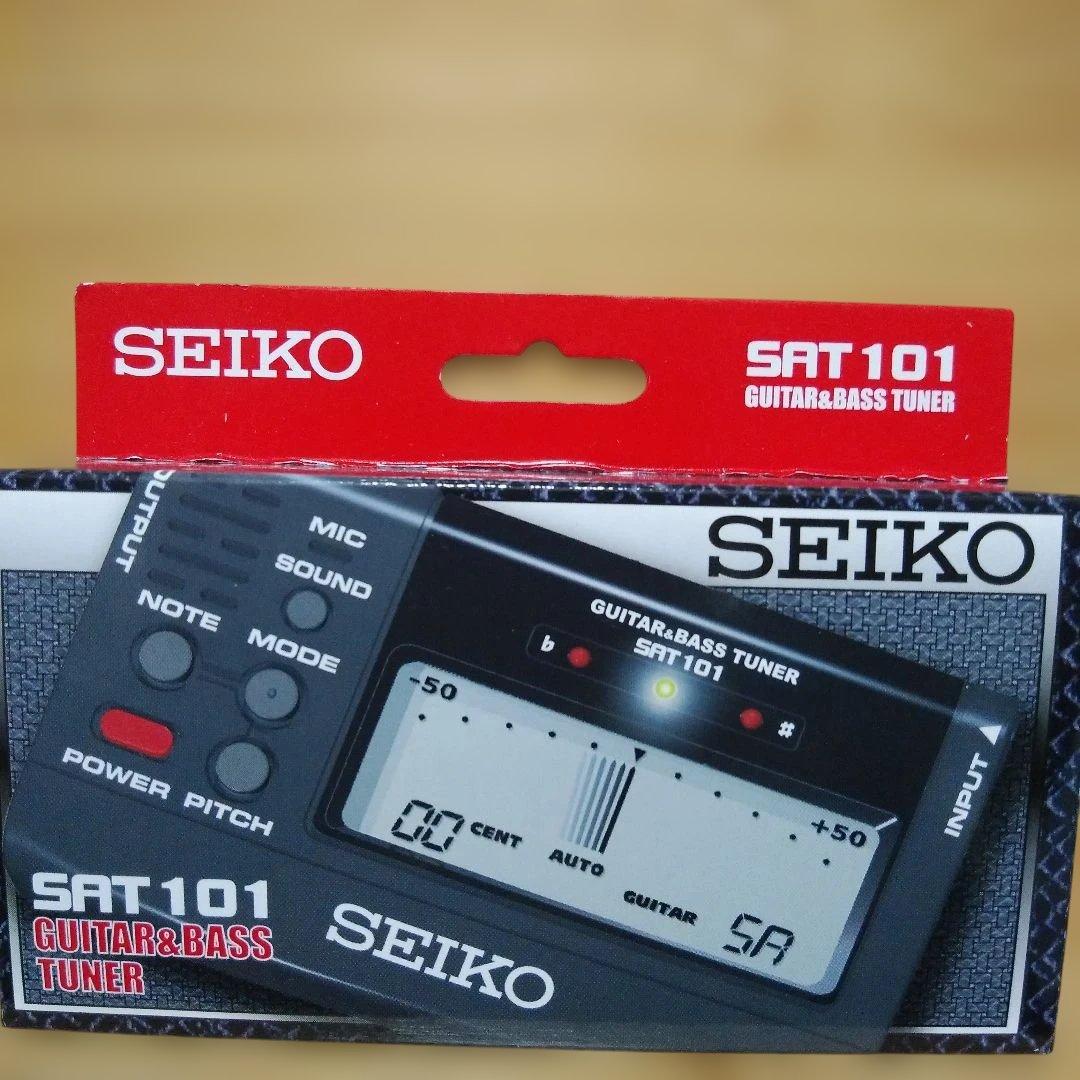 SEIKO
SAT 101
GUITAR&BASS TUNER
SEIKO
OUTPUT
MIC
SOUND
NOTE
MODE
POWER
PITCH
GUITAR&BASS TUNER
SAT 101
♭
#
-50
+50
00 CENT
AUTO
GUITAR
5A
INPUT
SAT 101
GUITAR&BASS
TUNER
SEIKO